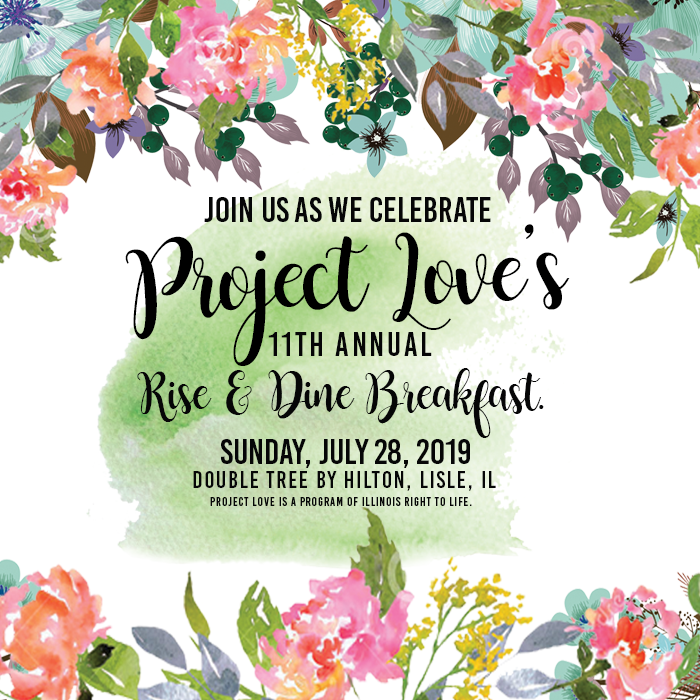 JOIN US AS WE CELEBRATE
Project Love's
11TH ANNUAL
Rise & Dine Breakfast.
SUNDAY, JULY 28, 2019
DOUBLE TREE BY HILTON, LISLE, IL
PROJECT LOVE IS A PROGRAM OF ILLINOIS RIGHT TO LIFE.